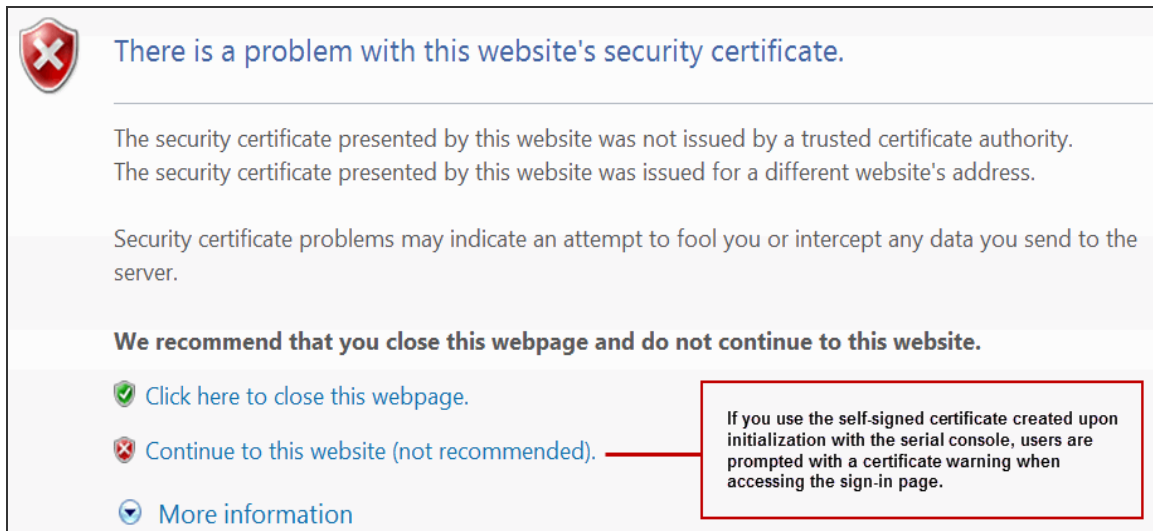 There is a problem with this website's security certificate.
The security certificate presented by this website was not issued by a trusted certificate authority.
The security certificate presented by this website was issued for a different website's address.
Security certificate problems may indicate an attempt to fool you or intercept any data you send to the
server.
We recommend that you close this webpage and do not continue to this website.
Click here to close this webpage.
Continue to this website (not recommended).
If you use the self-signed certificate created upon
initialization with the serial console, users are
prompted with a certificate warning when
accessing the sign-in page.
More information